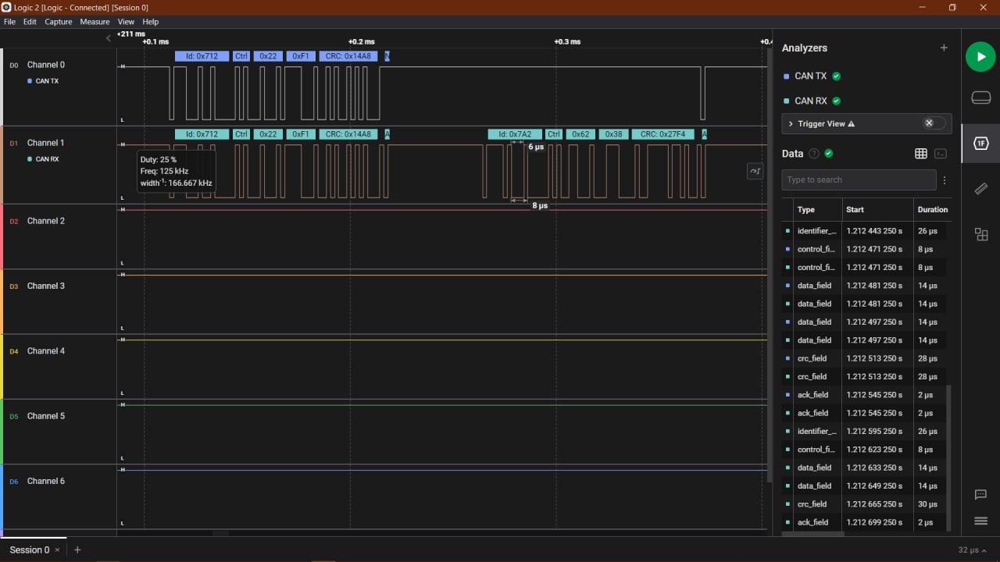 Logic 2 [Logic - Connected] [Session 0]
File Edit Capture Measure View Help
+211 ms
+0.1 ms +0.2 ms +0.3 ms +0.4
D0 Channel 0
CAN TX
H
L
Id: 0x712 Ctrl 0x22 0xF1 CRC: 0x14A8 N
D1 Channel 1
CAN RX
H
L
Id: 0x712 Ctrl 0x22 0xF1 CRC: 0x14A8 A Id: 0x7A2 Ctrl 0x62 0x38 CRC: 0x27F4 A
6 µs
8 µs
Duty: 25 %
Freq: 125 kHz
width-1: 166.667 kHz
D2 Channel 2
H
L
D3 Channel 3
H
L
D4 Channel 4
H
L
D5 Channel 5
H
L
D6 Channel 6
H
L
Analyzers +
CAN TX
CAN RX
Trigger View
Data ?
Type to search
Type Start Duration
identifier_... 1.212 443 250 s 26 µs
control_fi... 1.212 471 250 s 8 µs
control_fi... 1.212 471 250 s 8 µs
data_field 1.212 481 250 s 14 µs
data_field 1.212 481 250 s 14 µs
data_field 1.212 497 250 s 14 µs
data_field 1.212 497 250 s 14 µs
crc_field 1.212 513 250 s 28 µs
crc_field 1.212 513 250 s 28 µs
ack_field 1.212 545 250 s 2 µs
ack_field 1.212 545 250 s 2 µs
identifier_... 1.212 595 250 s 26 µs
control_fi... 1.212 623 250 s 8 µs
data_field 1.212 633 250 s 14 µs
data_field 1.212 649 250 s 14 µs
crc_field 1.212 665 250 s 30 µs
ack_field 1.212 699 250 s 2 µs
1F
Session 0 × +
32 µs